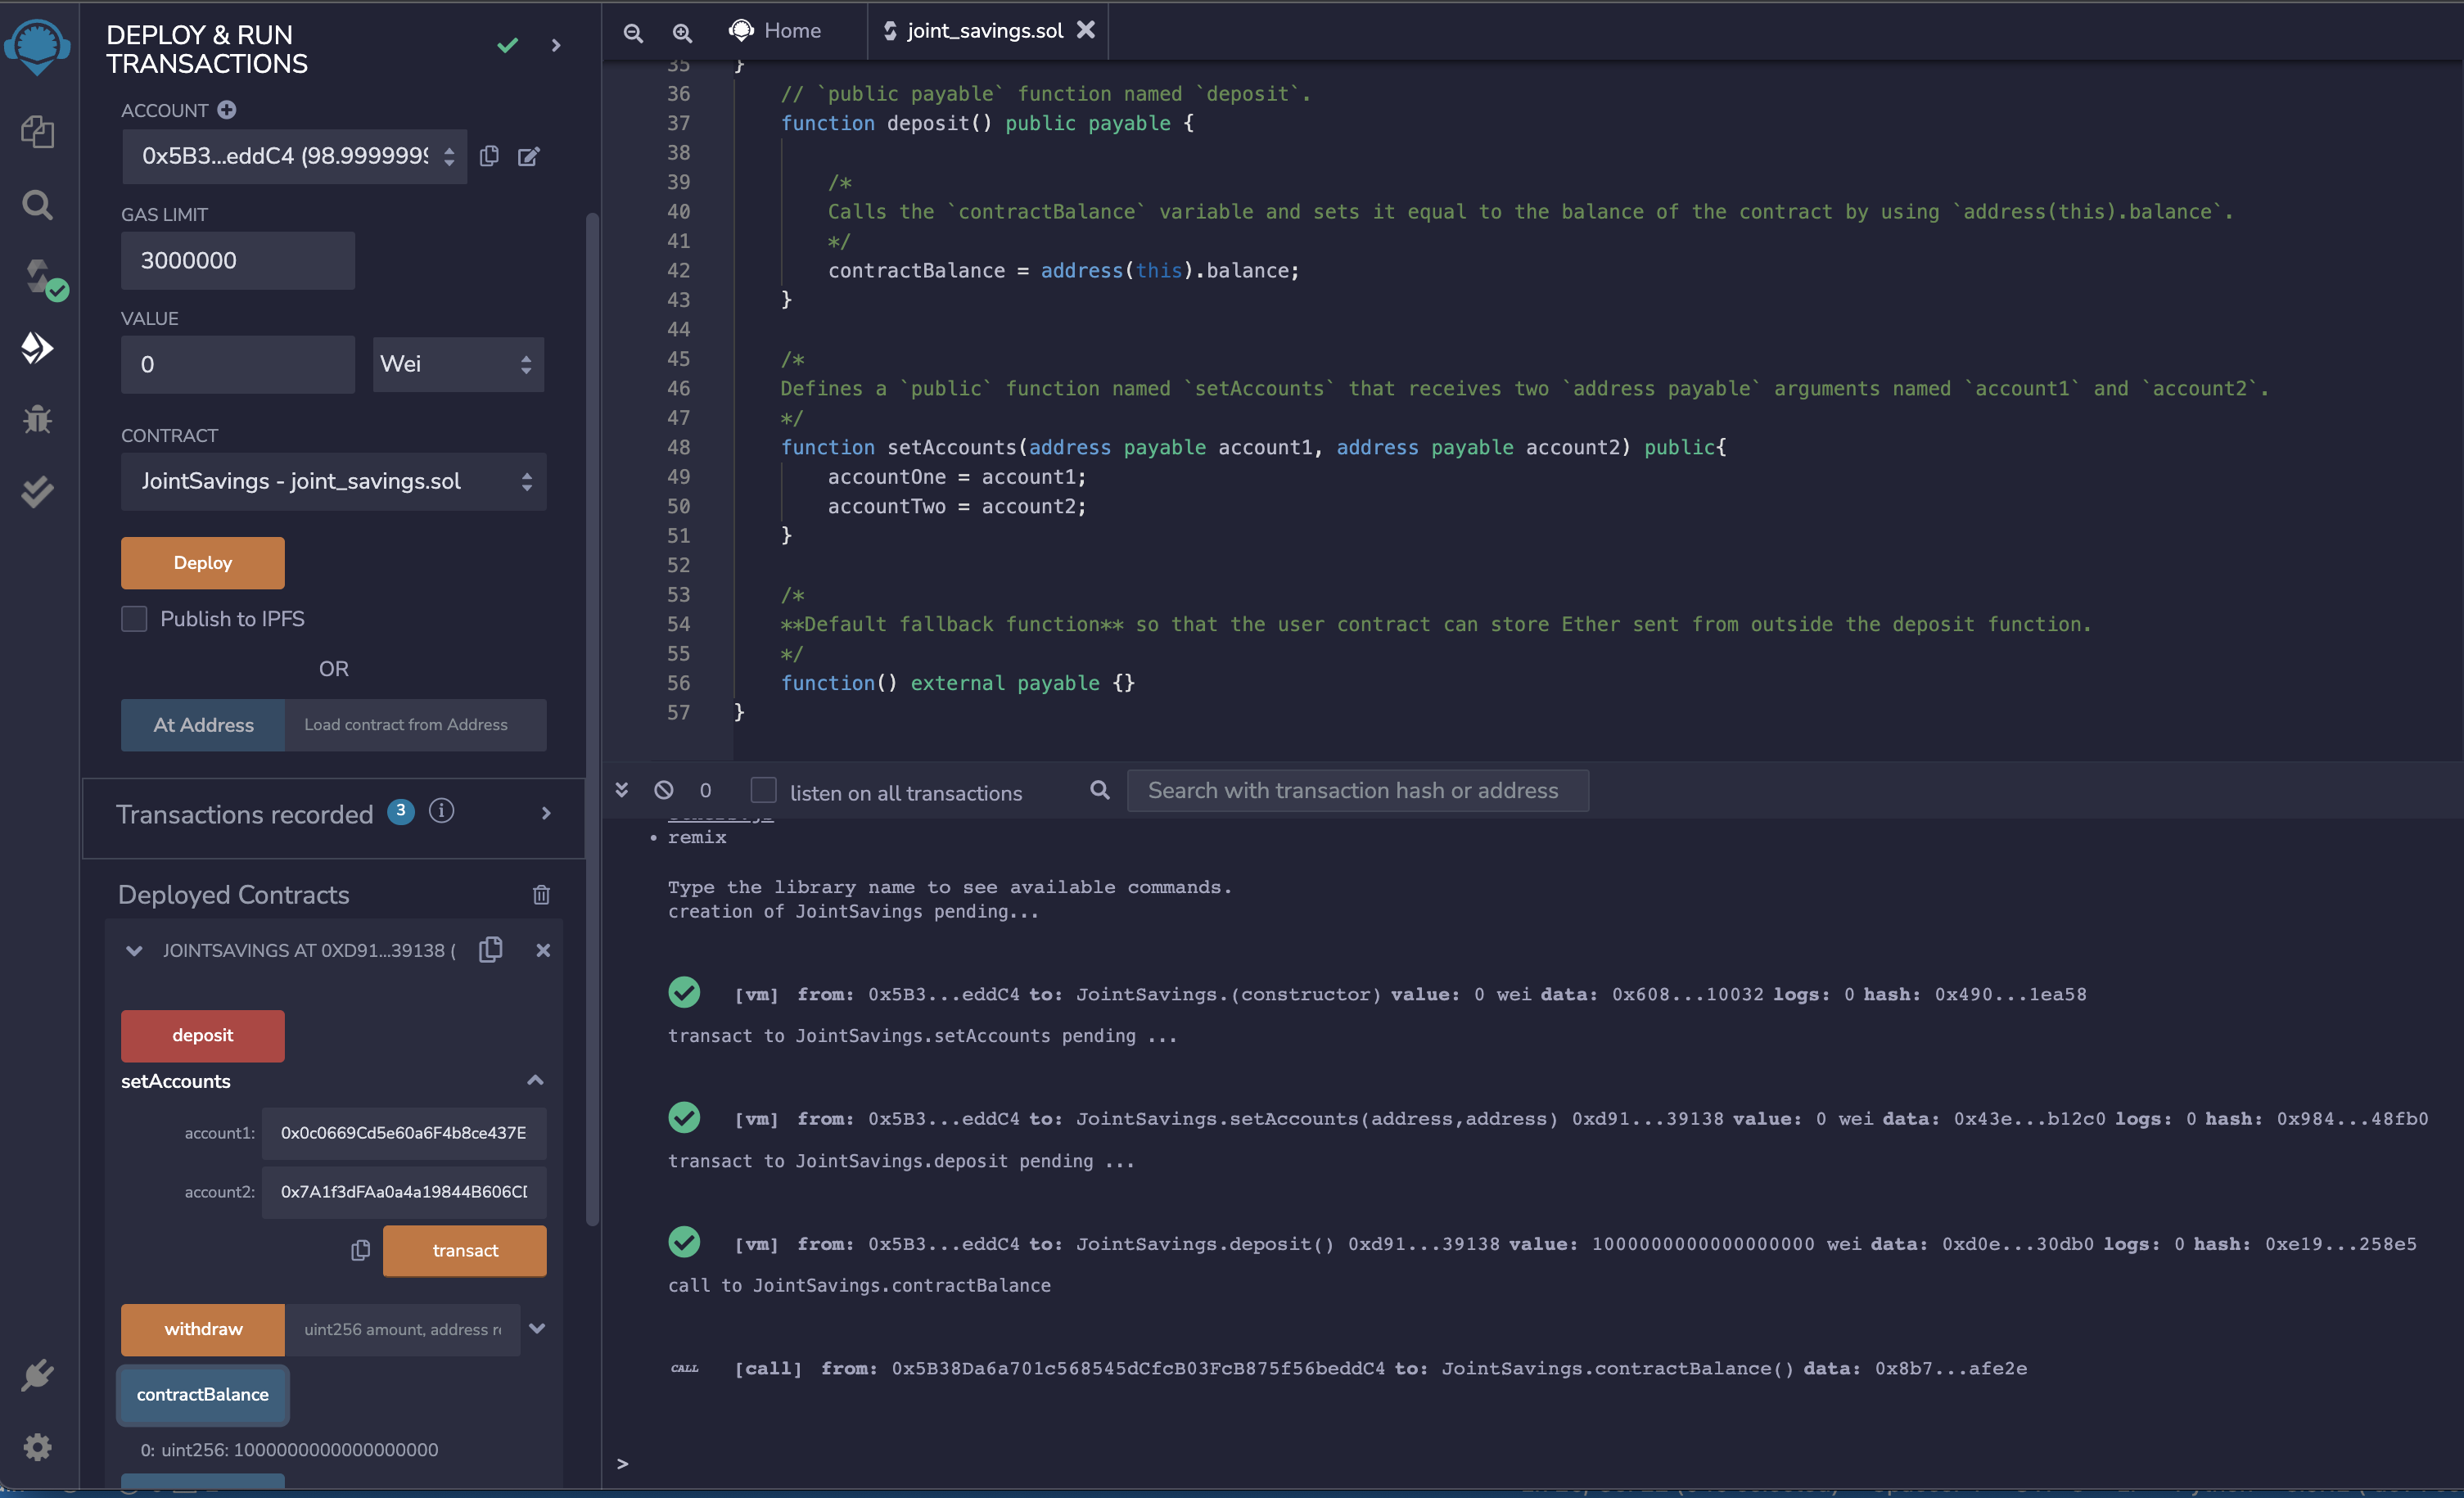 DEPLOY & RUN
TRANSACTIONS
ACCOUNT
0x5B3...eddC4 (98.9999999
GAS LIMIT
3000000
VALUE
0
Wei
CONTRACT
JointSavings - joint_savings.sol
Deploy
Publish to IPFS
OR
At Address
Load contract from Address
Transactions recorded 3
Deployed Contracts
JOINTSAVINGS AT 0XD91...39138 (
deposit
setAccounts
account1: 0x0c0669Cd5e60a6F4b8ce437E
account2: 0x7A1f3dFAa0a4a19844B606CD
transact
withdraw
uint256 amount, address re
contractBalance
0: uint256: 1000000000000000000
Home
joint_savings.sol
35 }
36 // `public payable` function named `deposit`.
37 function deposit() public payable {
38
39 /*
40 Calls the `contractBalance` variable and sets it equal to the balance of the contract by using `address(this).balance`.
41 */
42 contractBalance = address(this).balance;
43 }
44
45 /*
46 Defines a `public` function named `setAccounts` that receives two `address payable` arguments named `account1` and `account2`.
47 */
48 function setAccounts(address payable account1, address payable account2) public{
49 accountOne = account1;
50 accountTwo = account2;
51 }
52
53 /*
54 **Default fallback function** so that the user contract can store Ether sent from outside the deposit function.
55 */
56 function() external payable {}
57 }
0
listen on all transactions
Search with transaction hash or address
• remix
Type the library name to see available commands.
creation of JointSavings pending...
[vm] from: 0x5B3...eddC4 to: JointSavings.(constructor) value: 0 wei data: 0x608...10032 logs: 0 hash: 0x490...1ea58
transact to JointSavings.setAccounts pending ...
[vm] from: 0x5B3...eddC4 to: JointSavings.setAccounts(address,address) 0xd91...39138 value: 0 wei data: 0x43e...b12c0 logs: 0 hash: 0x984...48fb0
transact to JointSavings.deposit pending ...
[vm] from: 0x5B3...eddC4 to: JointSavings.deposit() 0xd91...39138 value: 1000000000000000000 wei data: 0xd0e...30db0 logs: 0 hash: 0xe19...258e5
call to JointSavings.contractBalance
CALL [call] from: 0x5B38Da6a701c568545dCfcB03FcB875f56beddC4 to: JointSavings.contractBalance() data: 0x8b7...afe2e
>